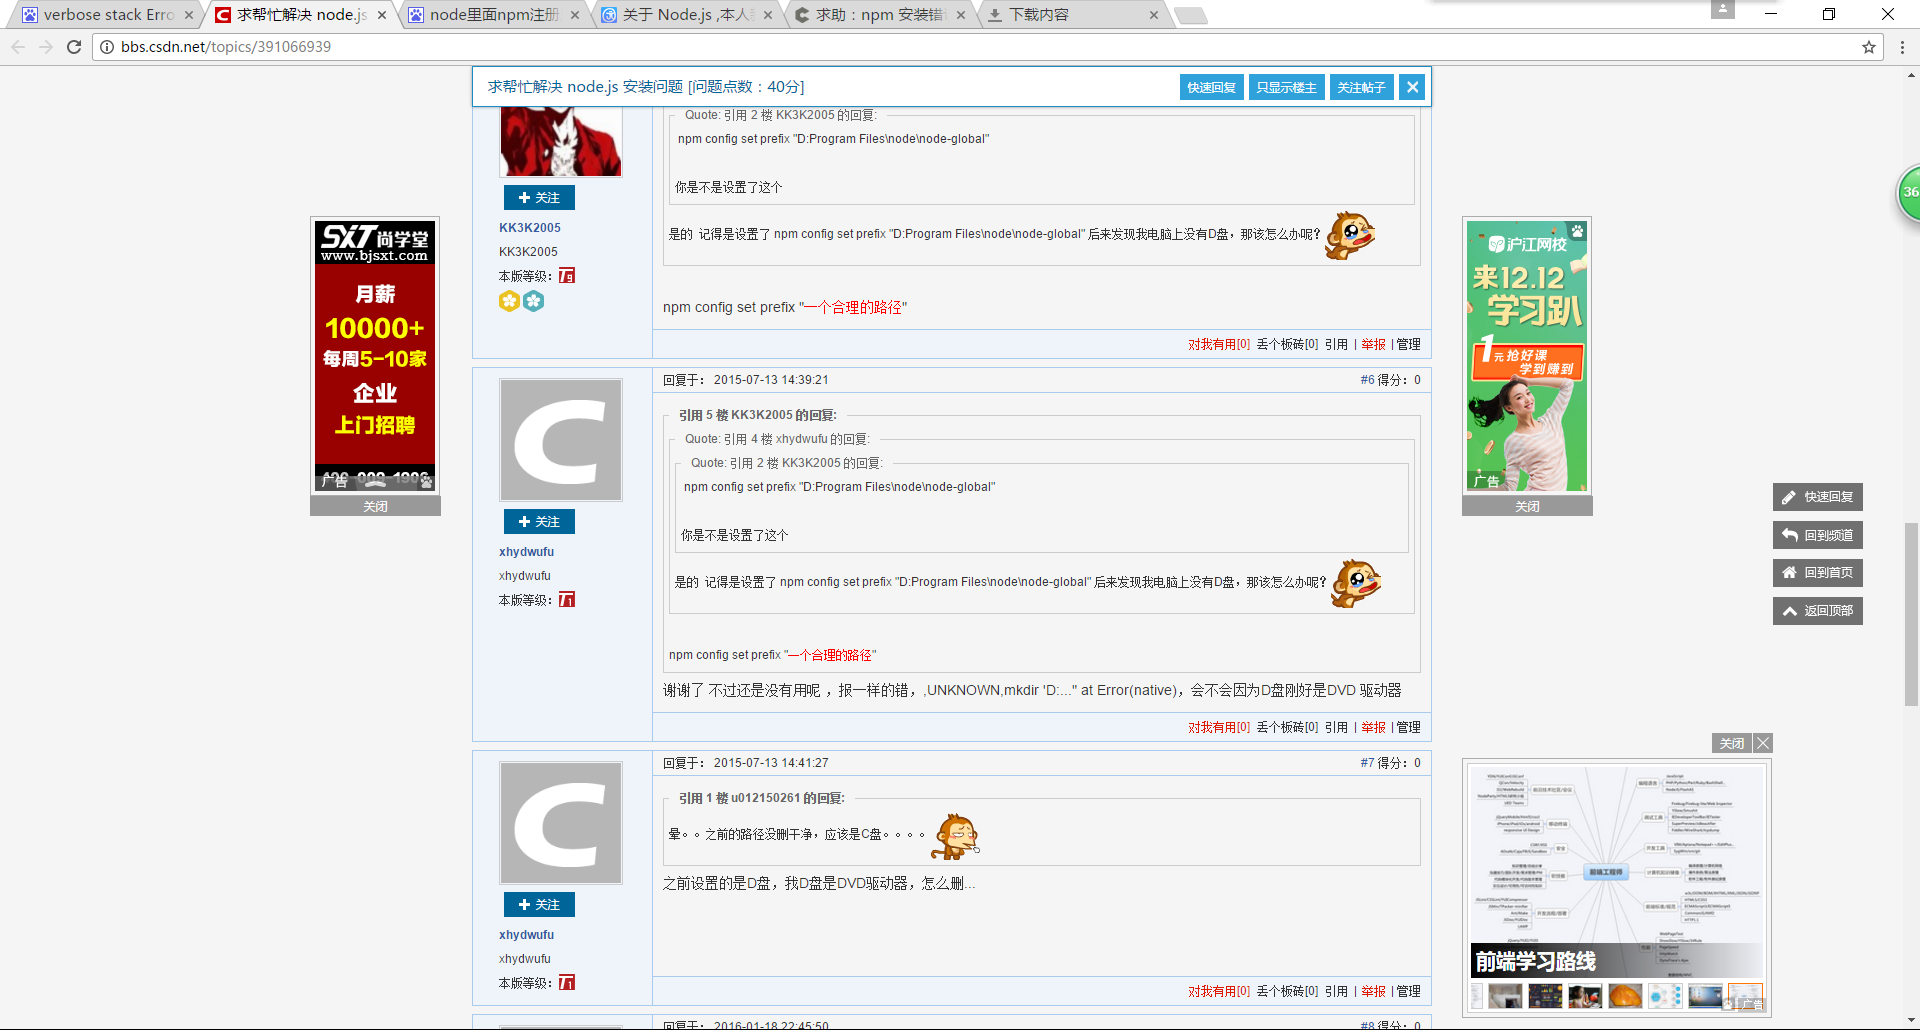 verbose stack Erro
求帮忙解决 node.js
node里面npm注册
关于 Node.js ,本人
求助：npm 安装错
下载内容
bbs.csdn.net/topics/391066939
求帮忙解决 node.js 安装问题 [问题点数：40分]
快速回复
只显示楼主
关注帖子
Quote: 引用 2 楼 KK3K2005 的回复:
npm config set prefix "D:Program Files\node\node-global"
你是不是设置了这个
是的 记得是设置了 npm config set prefix "D:Program Files\node\node-global" 后来发现我电脑上没有D盘，那该怎么办呢？
npm config set prefix "一个合理的路径"
关注
KK3K2005
KK3K2005
本版等级：
对我有用[0] 丢个板砖[0] 引用 | 举报 | 管理
回复于： 2015-07-13 14:39:21
#6 得分：0
引用 5 楼 KK3K2005 的回复:
Quote: 引用 4 楼 xhydwufu 的回复:
Quote: 引用 2 楼 KK3K2005 的回复:
npm config set prefix "D:Program Files\node\node-global"
你是不是设置了这个
是的 记得是设置了 npm config set prefix "D:Program Files\node\node-global" 后来发现我电脑上没有D盘，那该怎么办呢？
npm config set prefix "一个合理的路径"
谢谢了 不过还是没有用呢 ，报一样的错，,UNKNOWN,mkdir 'D:..." at Error(native)，会不会因为D盘刚好是DVD 驱动器
关注
xhydwufu
xhydwufu
本版等级：
对我有用[0] 丢个板砖[0] 引用 | 举报 | 管理
回复于： 2015-07-13 14:41:27
#7 得分：0
引用 1 楼 u012150261 的回复:
晕。。之前的路径没删干净，应该是C盘。。。。
之前设置的是D盘，我D盘是DVD驱动器，怎么删...
关注
xhydwufu
xhydwufu
本版等级：
对我有用[0] 丢个板砖[0] 引用 | 举报 | 管理
回复于： 2016-01-18 22:45:50
#8 得分：0
SXT 尚学堂
www.bjsxt.com
月薪
10000+
每周5-10家
企业
上门招聘
广告
关闭
沪江网校
来12.12
学习趴
1元抢好课
学到赚到
广告
关闭
36
快速回复
回到频道
回到首页
返回顶部
关闭
前端工程师
前端学习路线
广告